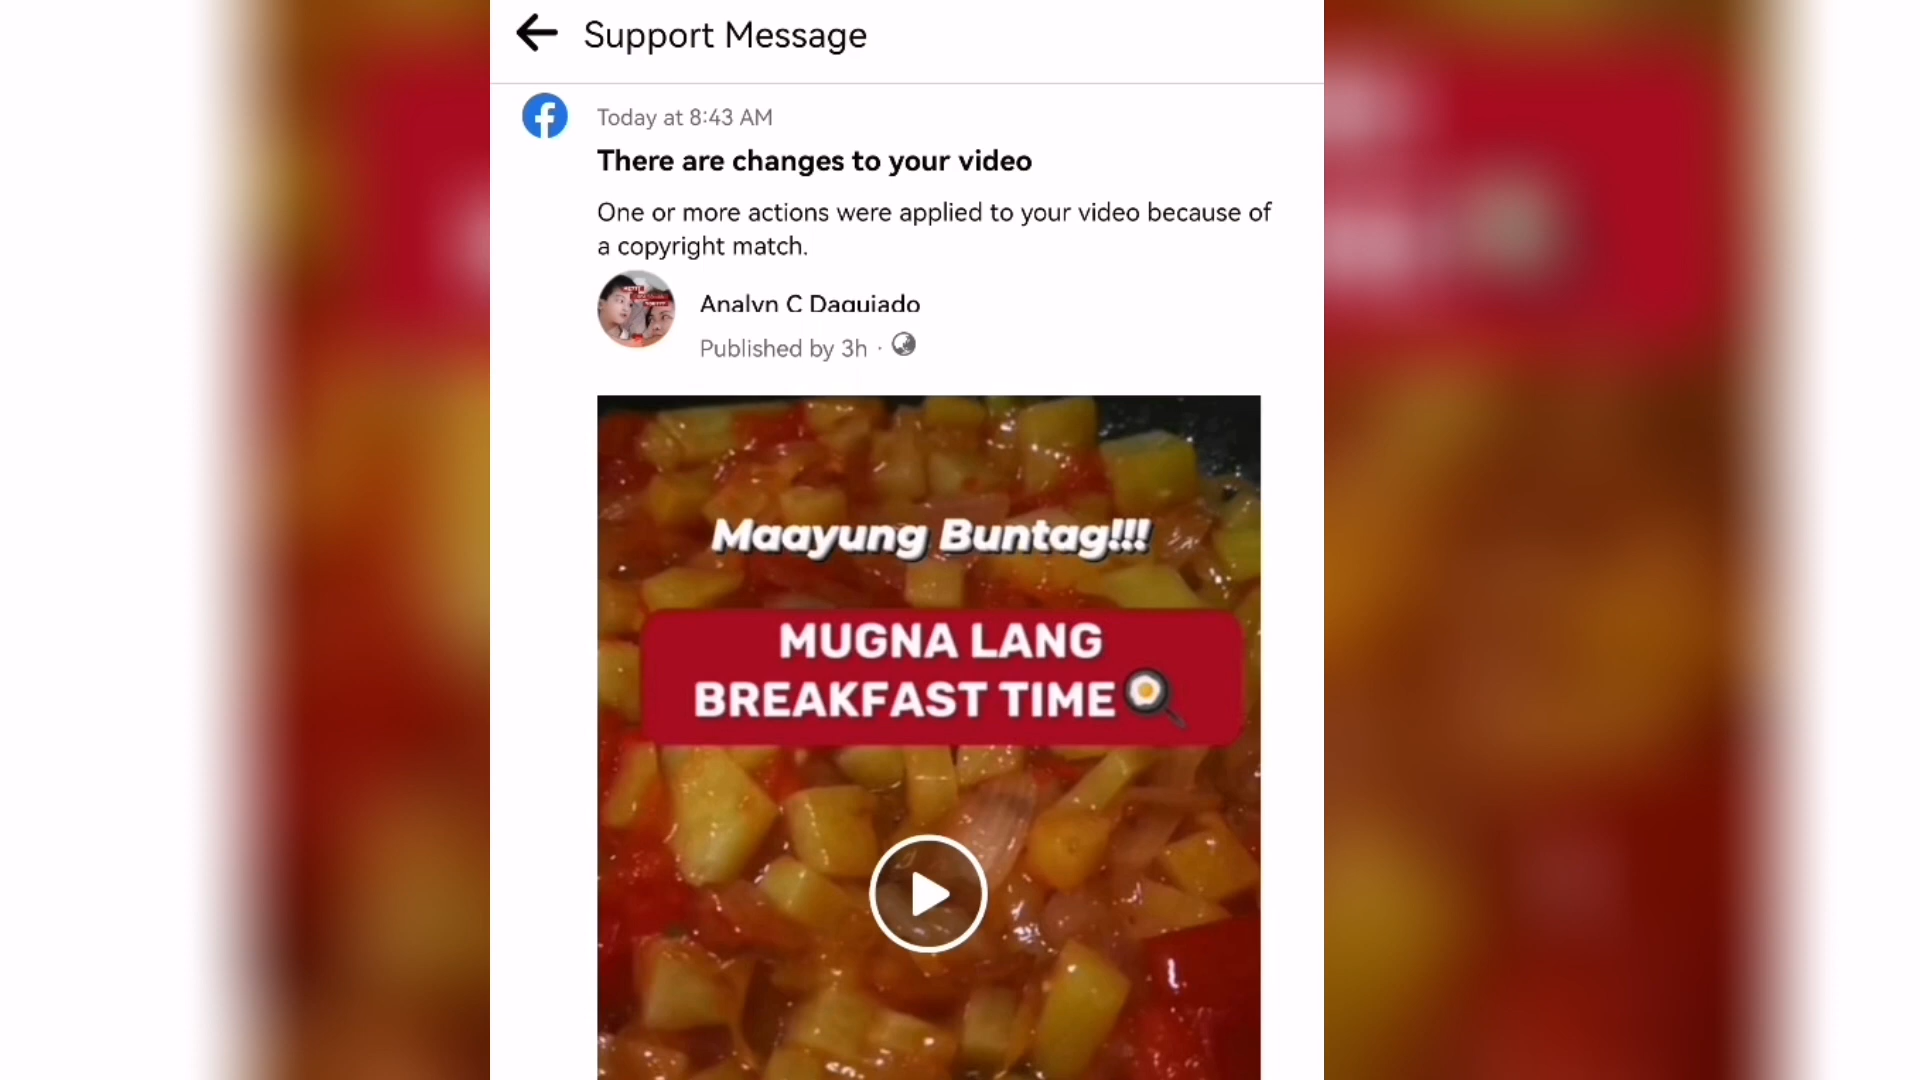 Support Message
Today at 8:43 AM
There are changes to your video
One or more actions were applied to your video because of
a copyright match.
Analyn C Daguiado
Published by 3h ·
Maayung Buntag!!!
MUGNA LANG
BREAKFAST TIME